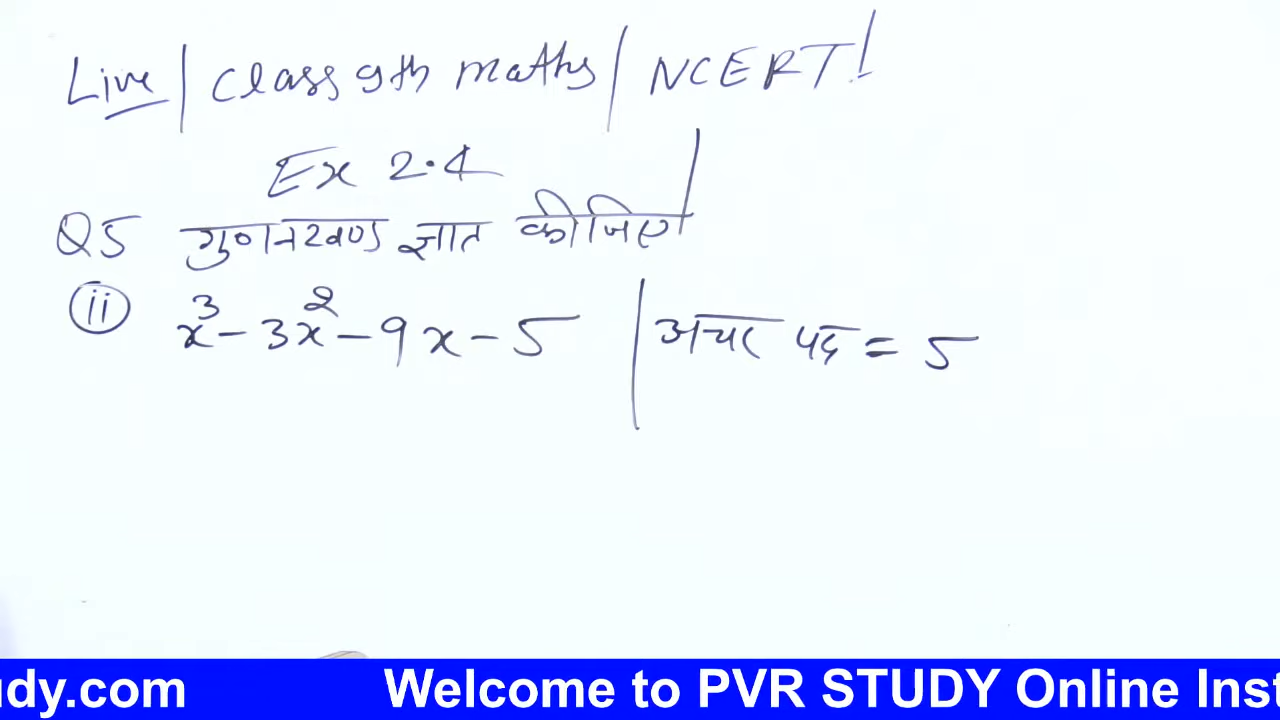 Live | Class 9th maths | NCERT!
Ex 2.4
Q5 गुणनखण्ड ज्ञात कीजिए।
(ii) x³ - 3x² - 9x - 5 | अचर पद = 5
udy.com Welcome to PVR STUDY Online Inst